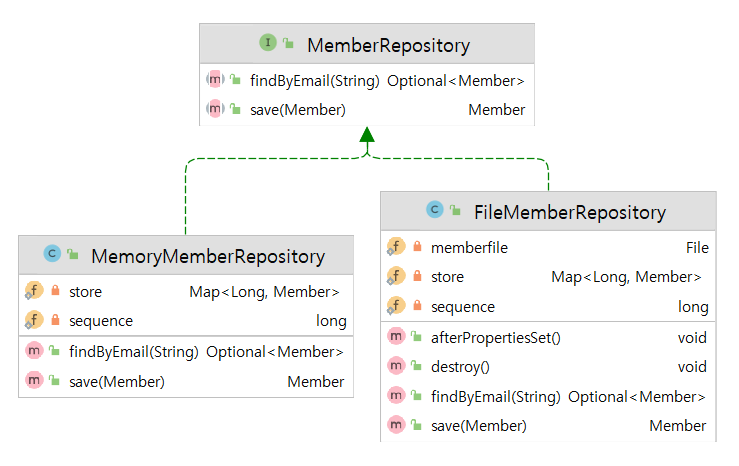 I MemberRepository
m findByEmail(String) Optional<Member>
m save(Member) Member
C MemoryMemberRepository
f store Map<Long, Member>
f sequence long
m findByEmail(String) Optional<Member>
m save(Member) Member
C FileMemberRepository
f memberfile File
f store Map<Long, Member>
f sequence long
m afterPropertiesSet() void
m destroy() void
m findByEmail(String) Optional<Member>
m save(Member) Member